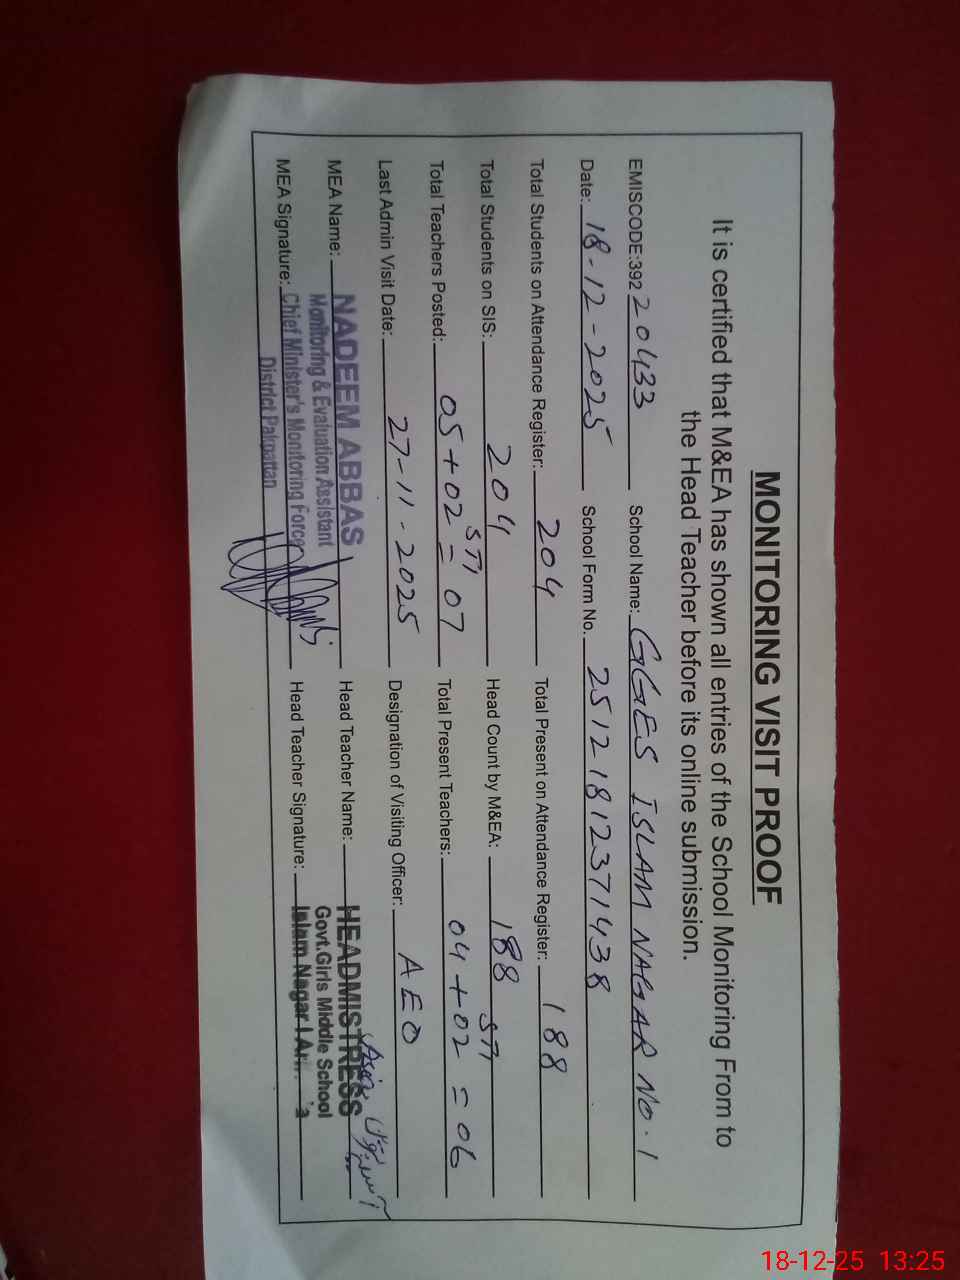 MONITORING VISIT PROOF
It is certified that M&EA has shown all entries of the School Monitoring From to
the Head Teacher before its online submission.
EMISCODE:392 20433 School Name: GGES ISLAM NAGAR NO.1
Date: 18-12-2025 School Form No. 25121812371438
Total Students on Attendance Register: 204 Total Present on Attendance Register: 188
Total Students on SIS: 204 Head Count by M&EA: 188
Total Teachers Posted: 05+02 STI = 07 Total Present Teachers: 04+02 STI = 06
Last Admin Visit Date: 27-11-2025 Designation of Visiting Officer: AEO
MEA Name: NADEEM ABBAS Head Teacher Name: HEADMISTRESS
Monitoring & Evaluation Assistant Govt.Girls Middle School
MEA Signature: Chief Minister's Monitoring Force Head Teacher Signature: Islam Nagar I
District Pakpattan
18-12-25 13:25